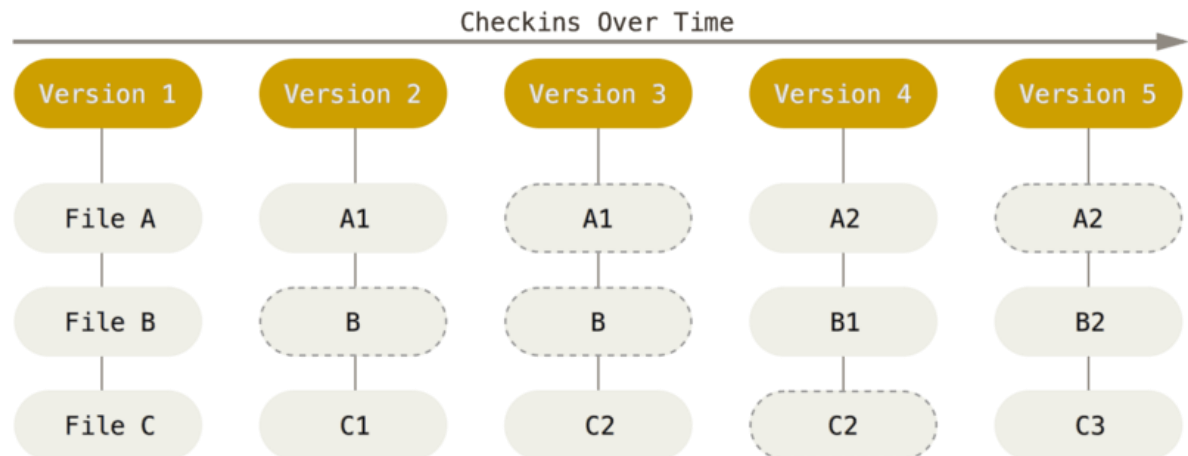 Checkins Over Time
Version 1 Version 2 Version 3 Version 4 Version 5
File A A1 A1 A2 A2
File B B B B1 B2
File C C1 C2 C2 C3